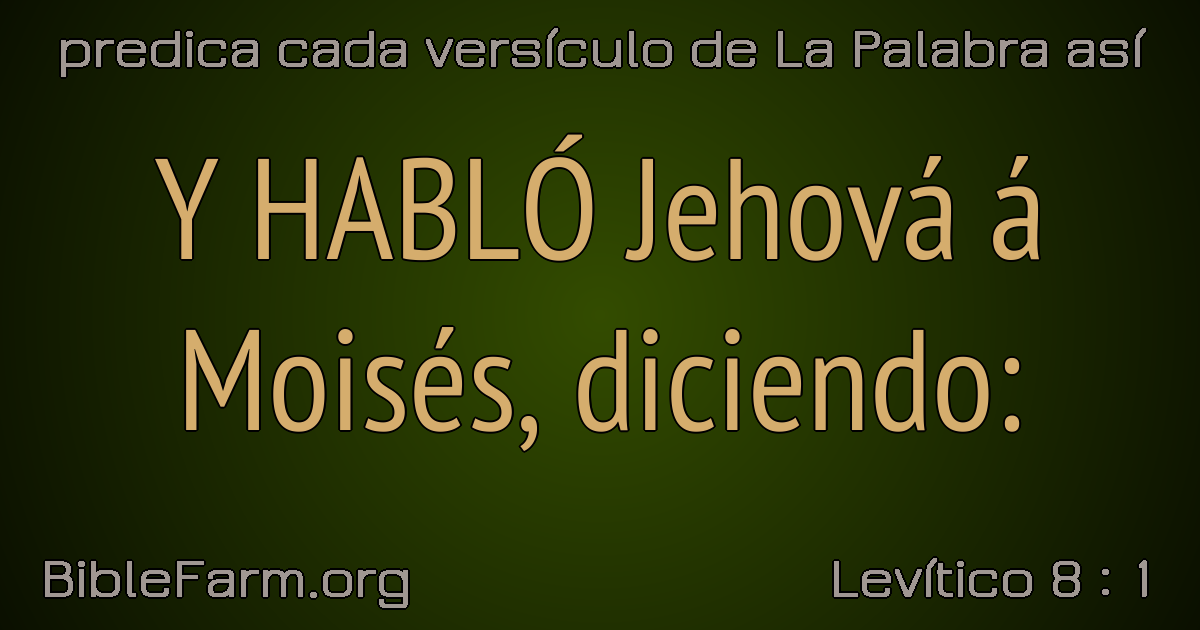 predica cada versículo de La Palabra así
Y HABLÓ Jehová á
Moisés, diciendo:
BibleFarm.org
Levítico 8 : 1